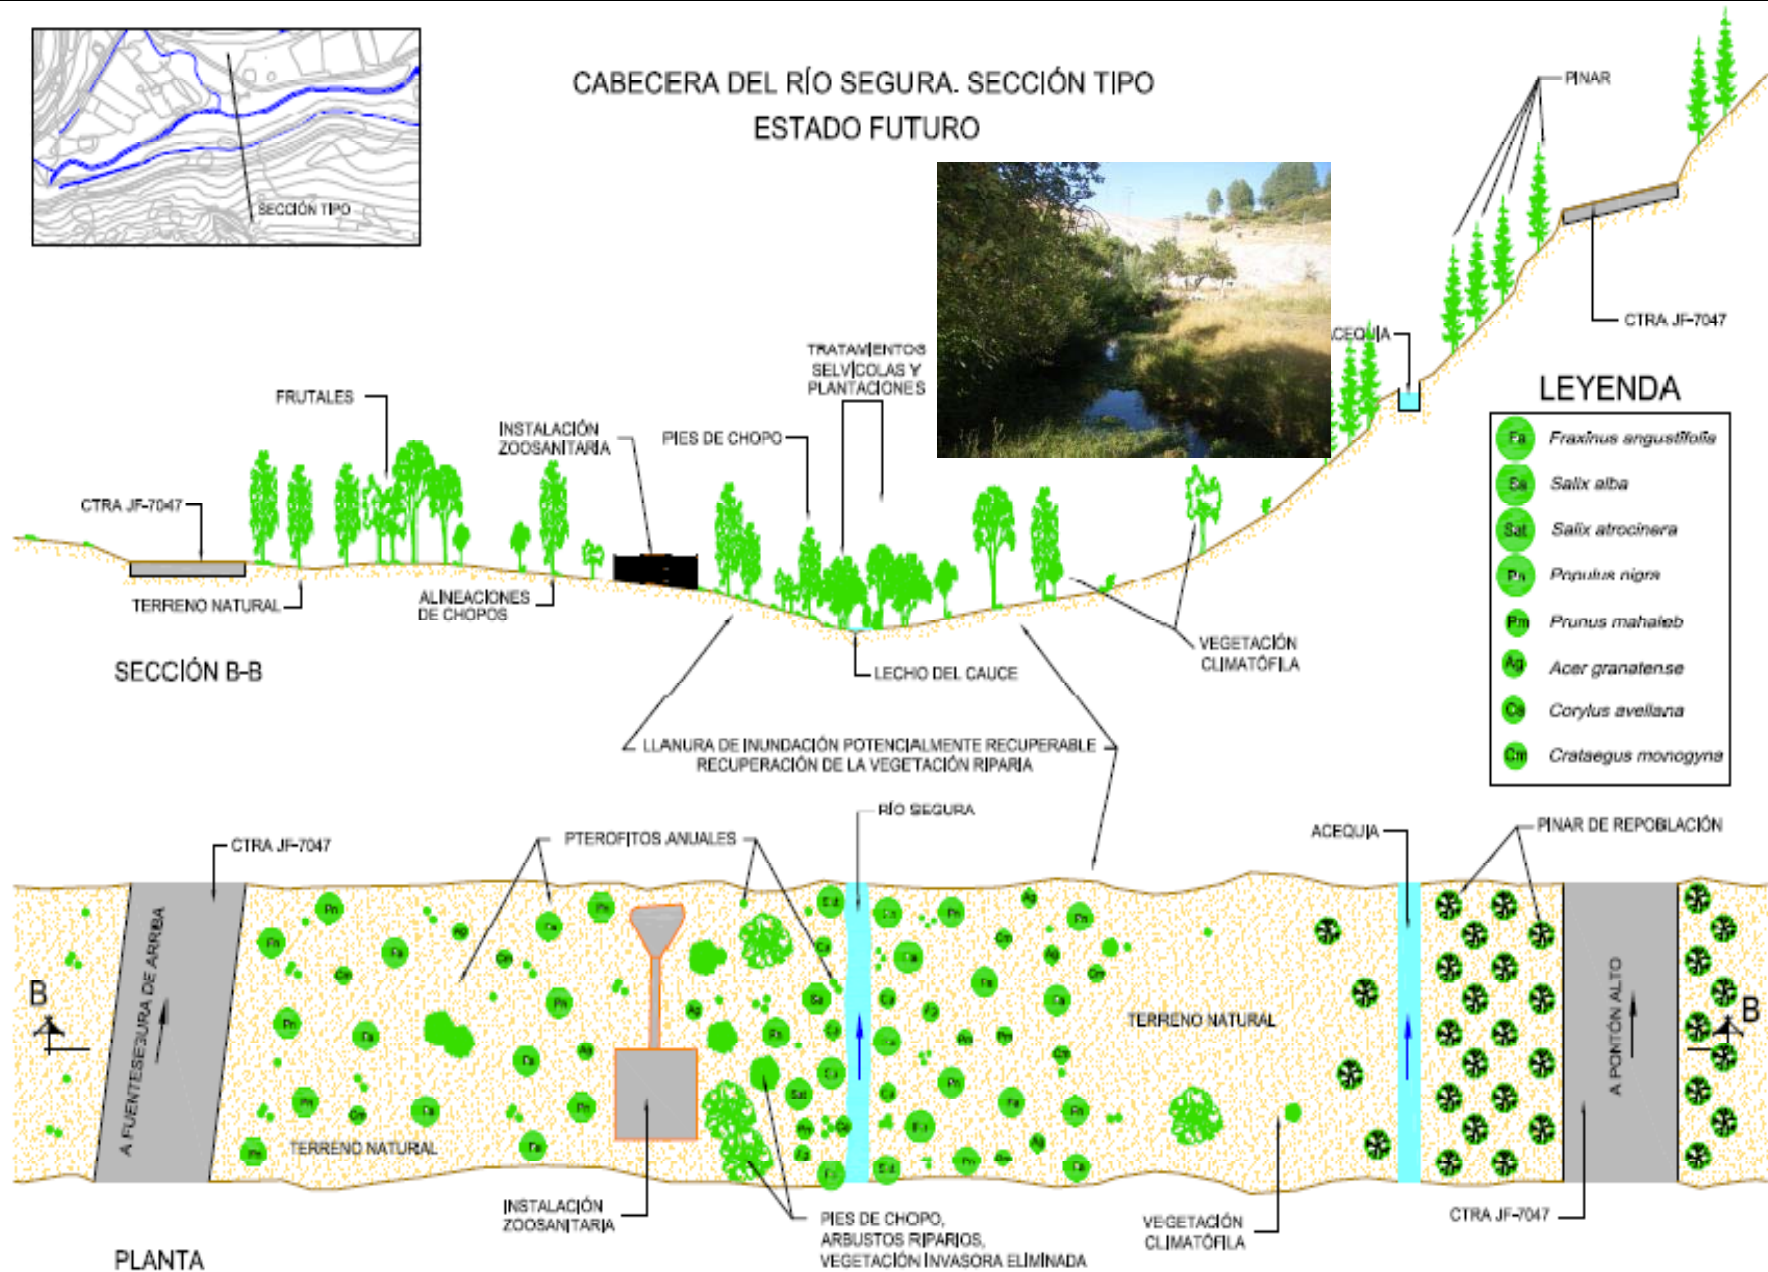 CABECERA DEL RÍO SEGURA. SECCIÓN TIPO
ESTADO FUTURO
SECCIÓN TIPO
PINAR
CTRA JF-7047
TRATAMIENTOS
SELVÍCOLAS Y
PLANTACIONES
FRUTALES
INSTALACIÓN
ZOOSANITARIA
PIES DE CHOPO
CTRA JF-7047
TERRENO NATURAL
ALINEACIONES
DE CHOPOS
LECHO DEL CAUCE
VEGETACIÓN
CLIMATÓFILA
SECCIÓN B-B
LLANURA DE INUNDACIÓN POTENCIALMENTE RECUPERABLE
RECUPERACIÓN DE LA VEGETACIÓN RIPARIA
LEYENDA
Fa Fraxinus angustifolia
Sa Salix alba
Sat Salix atrocinera
Pn Populus nigra
Pm Prunus mahaleb
Ag Acer granatense
Ca Corylus avellana
Cm Crataegus monogyna
RÍO SEGURA
CTRA JF-7047
PTEROFITOS ANUALES
ACEQUIA
PINAR DE REPOBLACIÓN
A FUENTESEGURA DE ARRIBA
B
TERRENO NATURAL
TERRENO NATURAL
A PONTÓN ALTO
B
INSTALACIÓN
ZOOSANITARIA
PIES DE CHOPO,
ARBUSTOS RIPARIOS,
VEGETACIÓN INVASORA ELIMINADA
VEGETACIÓN
CLIMATÓFILA
CTRA JF-7047
PLANTA